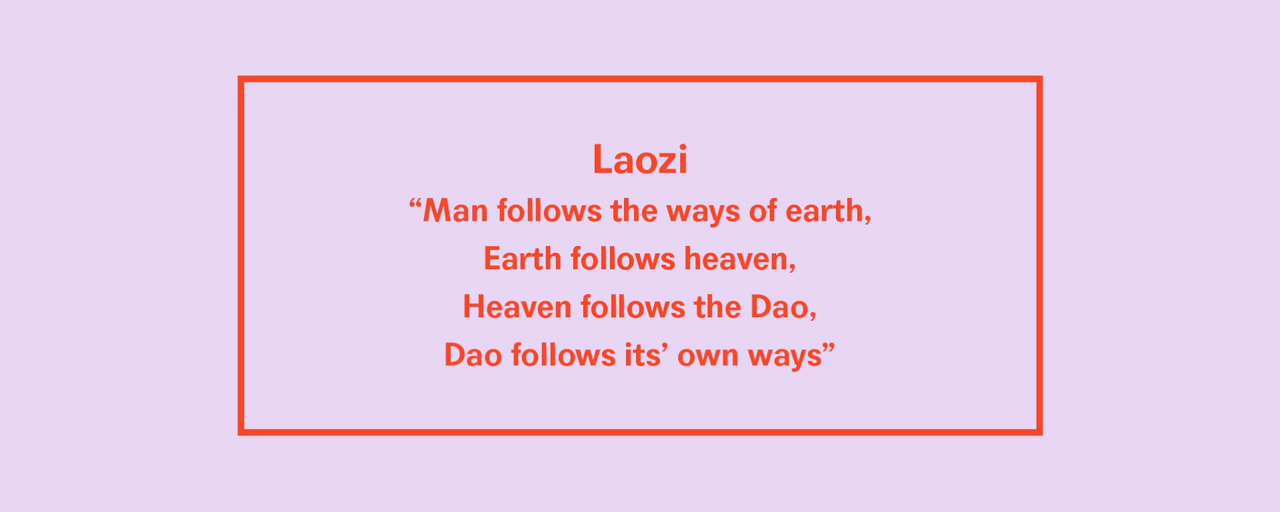 Laozi
“Man follows the ways of earth,
Earth follows heaven,
Heaven follows the Dao,
Dao follows its’ own ways”